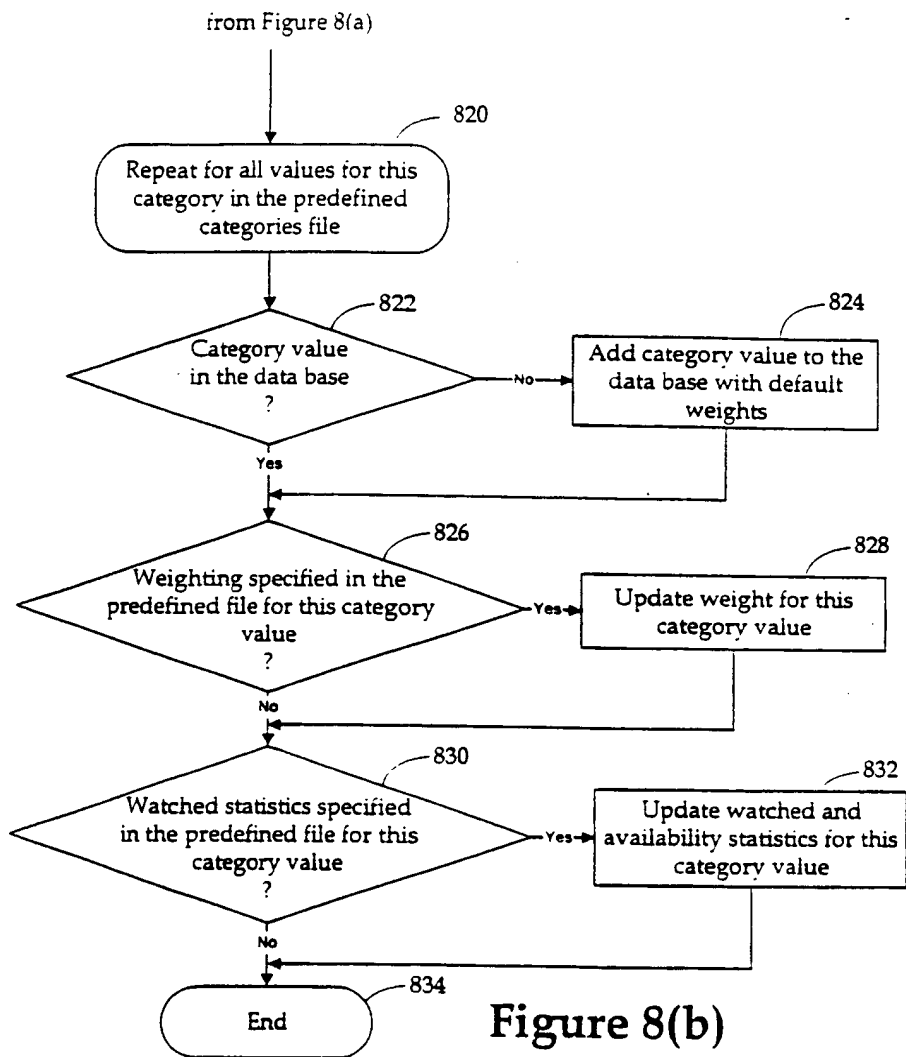 from Figure 8(a)
820
Repeat for all values for this
category in the predefined
categories file
822
Category value
in the data base
?
No
824
Add category value to the
data base with default
weights
Yes
826
Weighting specified in the
predefined file for this category
value
?
Yes
828
Update weight for this
category value
No
830
Watched statistics specified
in the predefined file for this
category value
?
Yes
832
Update watched and
availability statistics for this
category value
No
834
End
Figure 8(b)